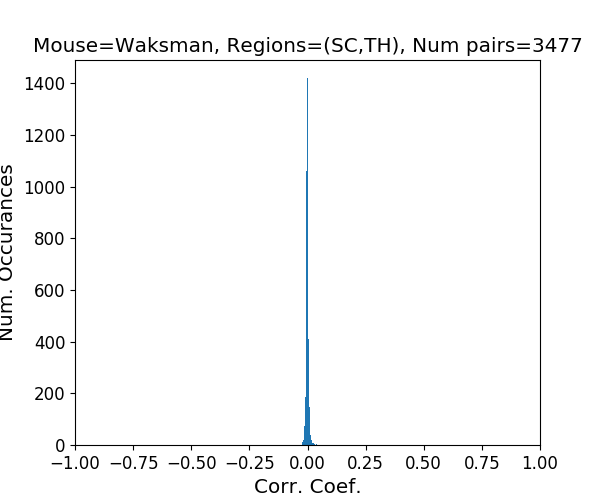 Mouse=Waksman, Regions=(SC,TH), Num pairs=3477
1400
1200
1000
800
600
400
200
0
Num. Occurances
−1.00 −0.75 −0.50 −0.25 0.00 0.25 0.50 0.75 1.00
Corr. Coef.